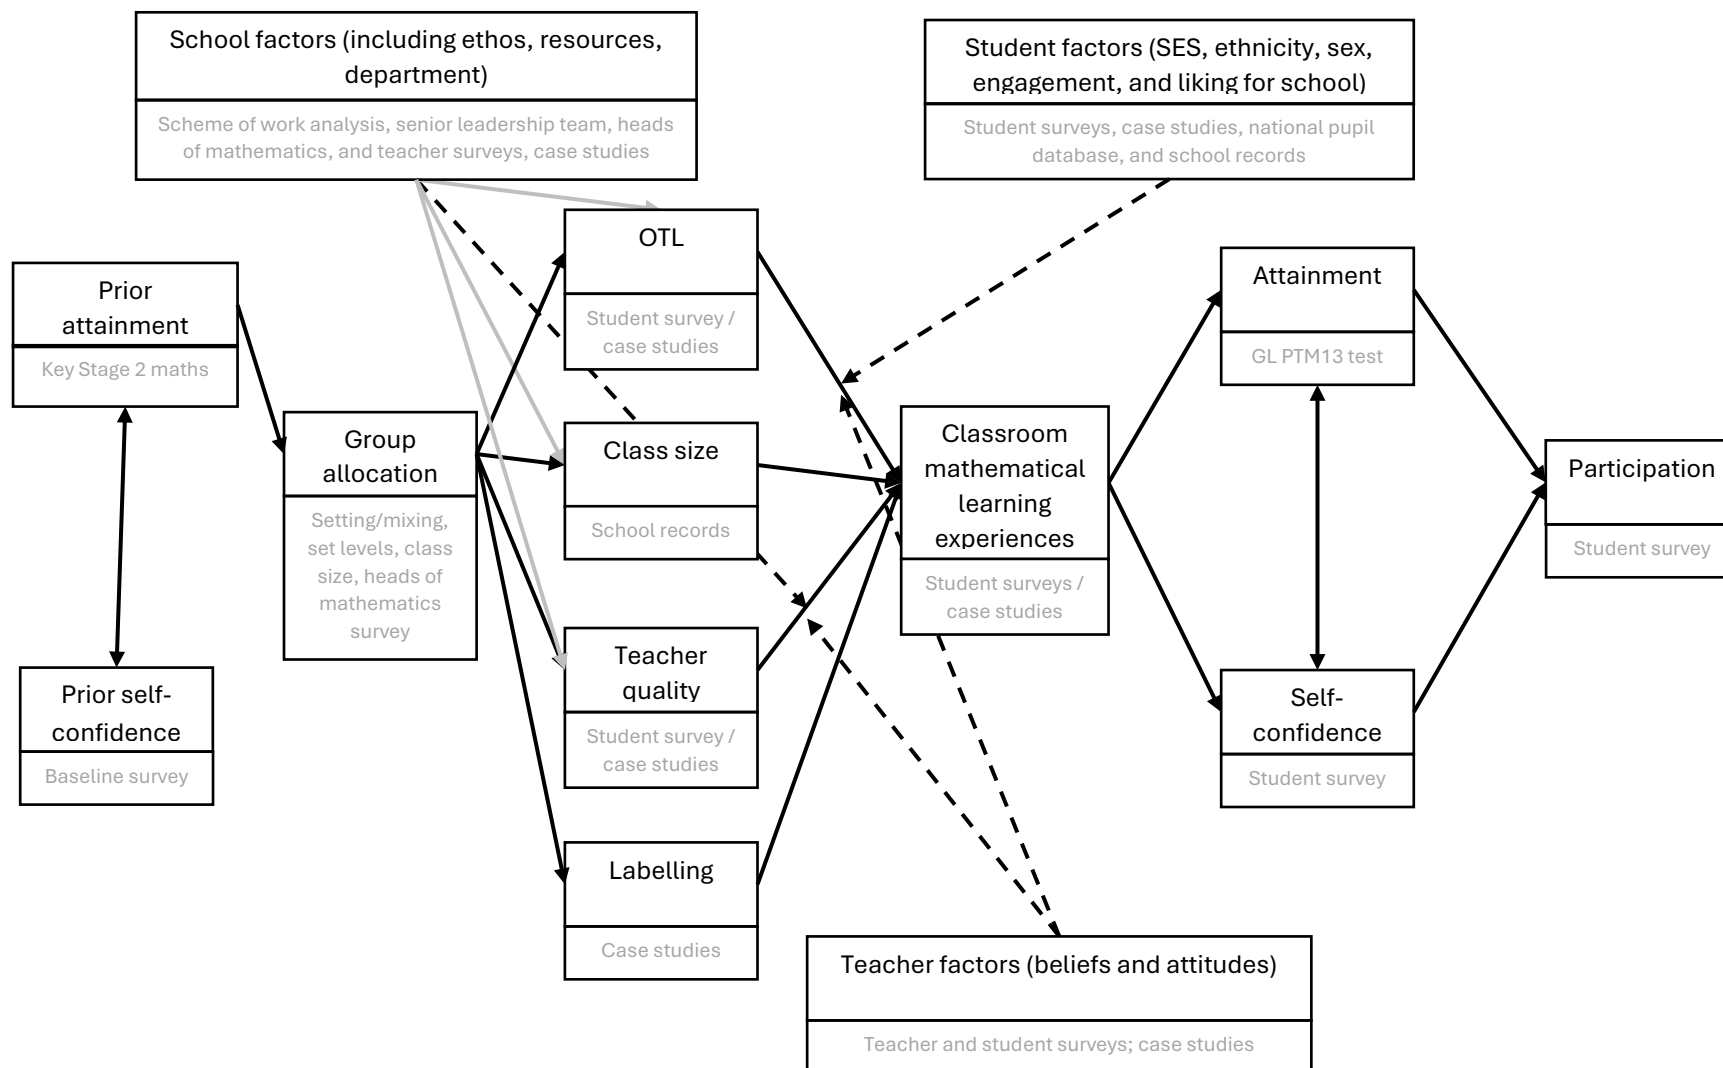 School factors (including ethos, resources,
department)
Scheme of work analysis, senior leadership team, heads
of mathematics, and teacher surveys, case studies
Student factors (SES, ethnicity, sex,
engagement, and liking for school)
Student surveys, case studies, national pupil
database, and school records
Prior
attainment
Key Stage 2 maths
Prior self-
confidence
Baseline survey
Group
allocation
Setting/mixing,
set levels, class
size, heads of
mathematics
survey
OTL
Student survey /
case studies
Class size
School records
Teacher
quality
Student survey /
case studies
Labelling
Case studies
Classroom
mathematical
learning
experiences
Student surveys /
case studies
Attainment
GL PTM13 test
Self-
confidence
Student survey
Participation
Student survey
Teacher factors (beliefs and attitudes)
Teacher and student surveys; case studies